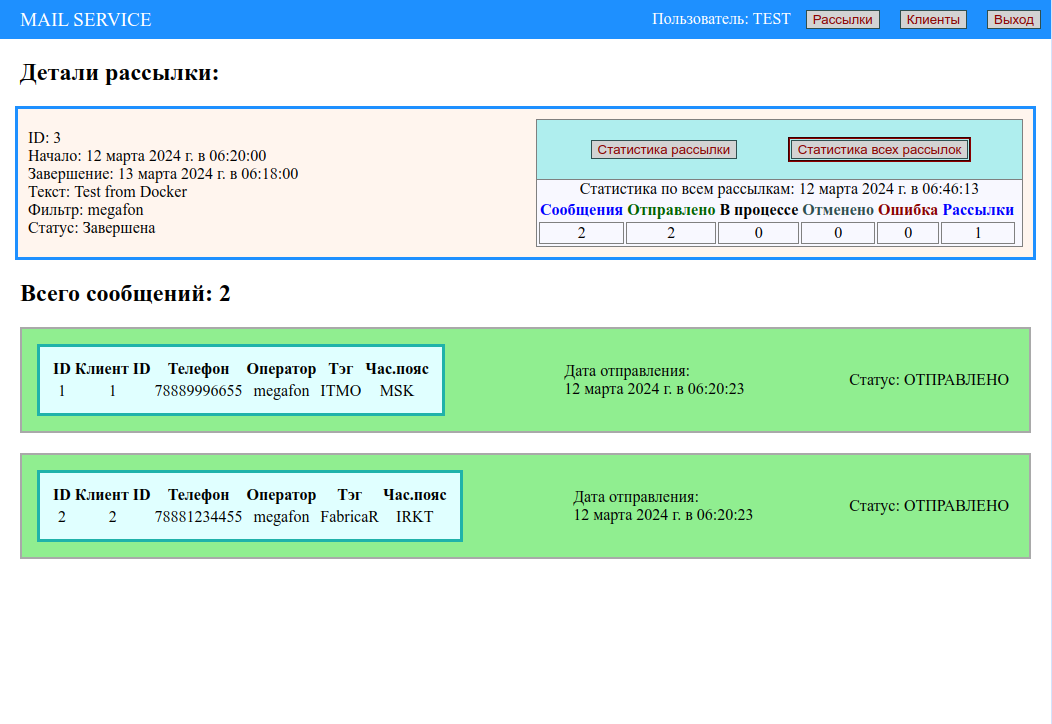 MAIL SERVICE
Пользователь: TEST Рассылки Клиенты Выход
Детали рассылки:
ID: 3
Начало: 12 марта 2024 г. в 06:20:00
Завершение: 13 марта 2024 г. в 06:18:00
Текст: Test from Docker
Фильтр: megafon
Статус: Завершена
Статистика рассылки Статистика всех рассылок
Статистика по всем рассылкам: 12 марта 2024 г. в 06:46:13
Сообщения Отправлено В процессе Отменено Ошибка Рассылки
2 2 0 0 0 1
Всего сообщений: 2
ID Клиент ID Телефон Оператор Тэг Час.пояс
1 1 78889996655 megafon ITMO MSK
Дата отправления:
12 марта 2024 г. в 06:20:23
Статус: ОТПРАВЛЕНО
ID Клиент ID Телефон Оператор Тэг Час.пояс
2 2 78881234455 megafon FabricaR IRKT
Дата отправления:
12 марта 2024 г. в 06:20:23
Статус: ОТПРАВЛЕНО